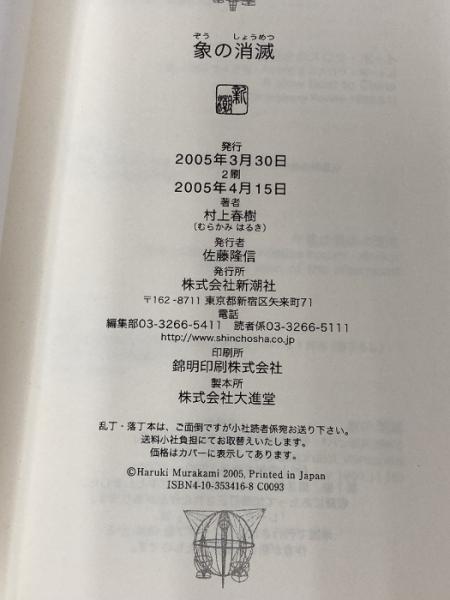 ぞう しょうめつ
象の消滅
新潮
発行
2005年3月30日
2刷
2005年4月15日
著者
村上春樹
(むらかみ はるき)
発行者
佐藤隆信
発行所
株式会社新潮社
〒162-8711 東京都新宿区矢来町71
電話
編集部03-3266-5411 読者係03-3266-5111
http://www.shinchosha.co.jp
印刷所
錦明印刷株式会社
製本所
株式会社大進堂
乱丁・落丁本は、ご面倒ですが小社読者係宛お送り下さい。
送料小社負担にてお取替えいたします。
価格はカバーに表示してあります。
©Haruki Murakami 2005, Printed in Japan
ISBN4-10-353416-8 C0093